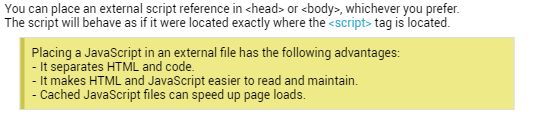 You can place an external script reference in <head> or <body>, whichever you prefer.
The script will behave as if it were located exactly where the <script> tag is located.
Placing a JavaScript in an external file has the following advantages:
- It separates HTML and code.
- It makes HTML and JavaScript easier to read and maintain.
- Cached JavaScript files can speed up page loads.